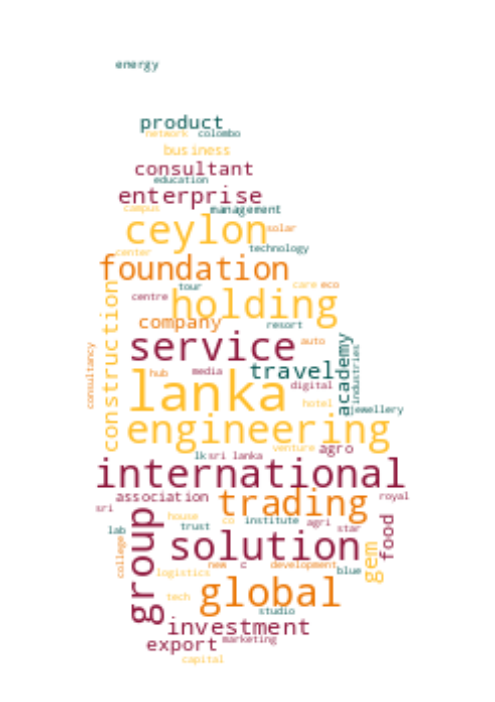 energy
product
network colombo
business
consultant
education
enterprise
campus management
ceylon solar
center technology
foundation
tour care eco
centre holding
construction
company resort
service auto
consultancy
hub media travel
academy
industries
digital
lanka hotel
jewellery
engineering
venture agro
lk sri lanka
international
association trading royal
sri
house co institute agri
trust star
lab
group
solution
food
gem
college
new c development
logistics blue
global
tech
studio
investment
export marketing
capital